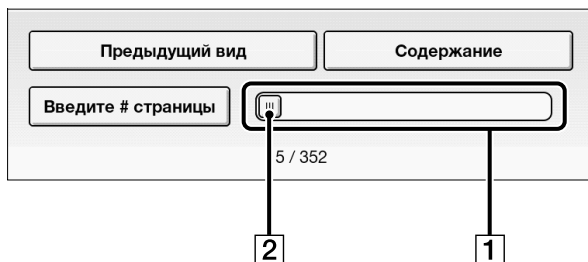 Предыдущий вид
Содержание
Введите # страницы
5 / 352
2
1